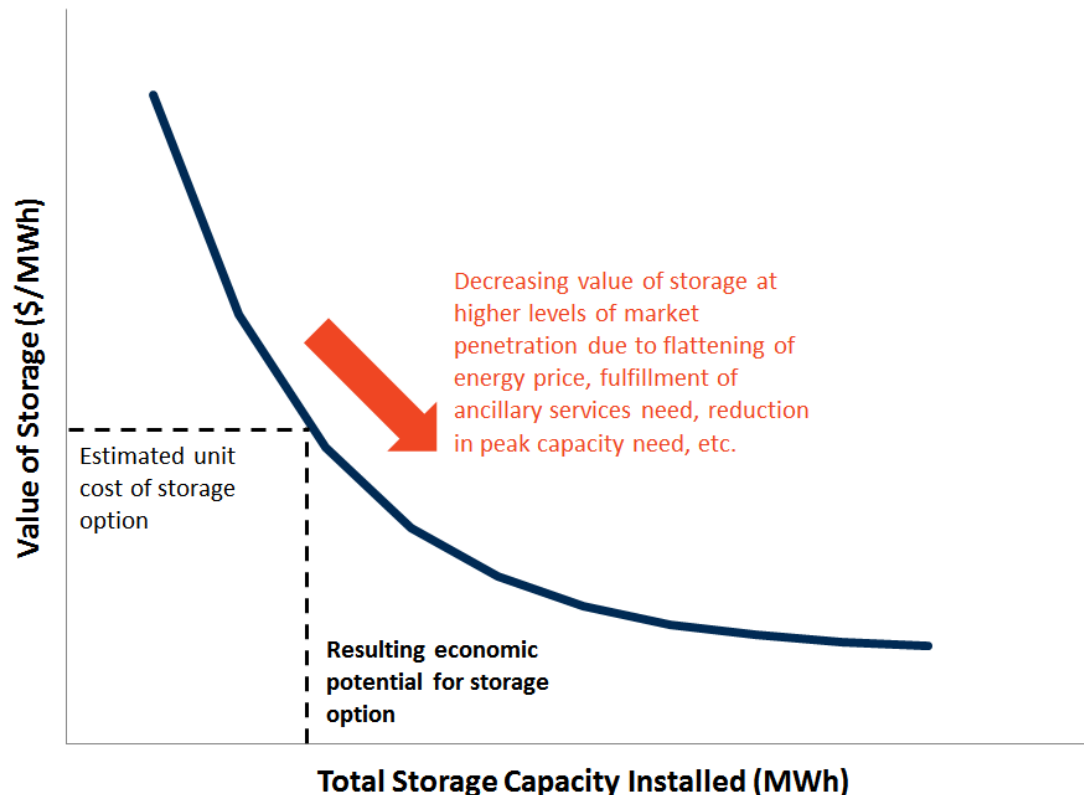 Value of Storage ($/MWh)
Decreasing value of storage at
higher levels of market
penetration due to flattening of
energy price, fulfillment of
ancillary services need, reduction
in peak capacity need, etc.
Estimated unit
cost of storage
option
Resulting economic
potential for storage
option
Total Storage Capacity Installed (MWh)